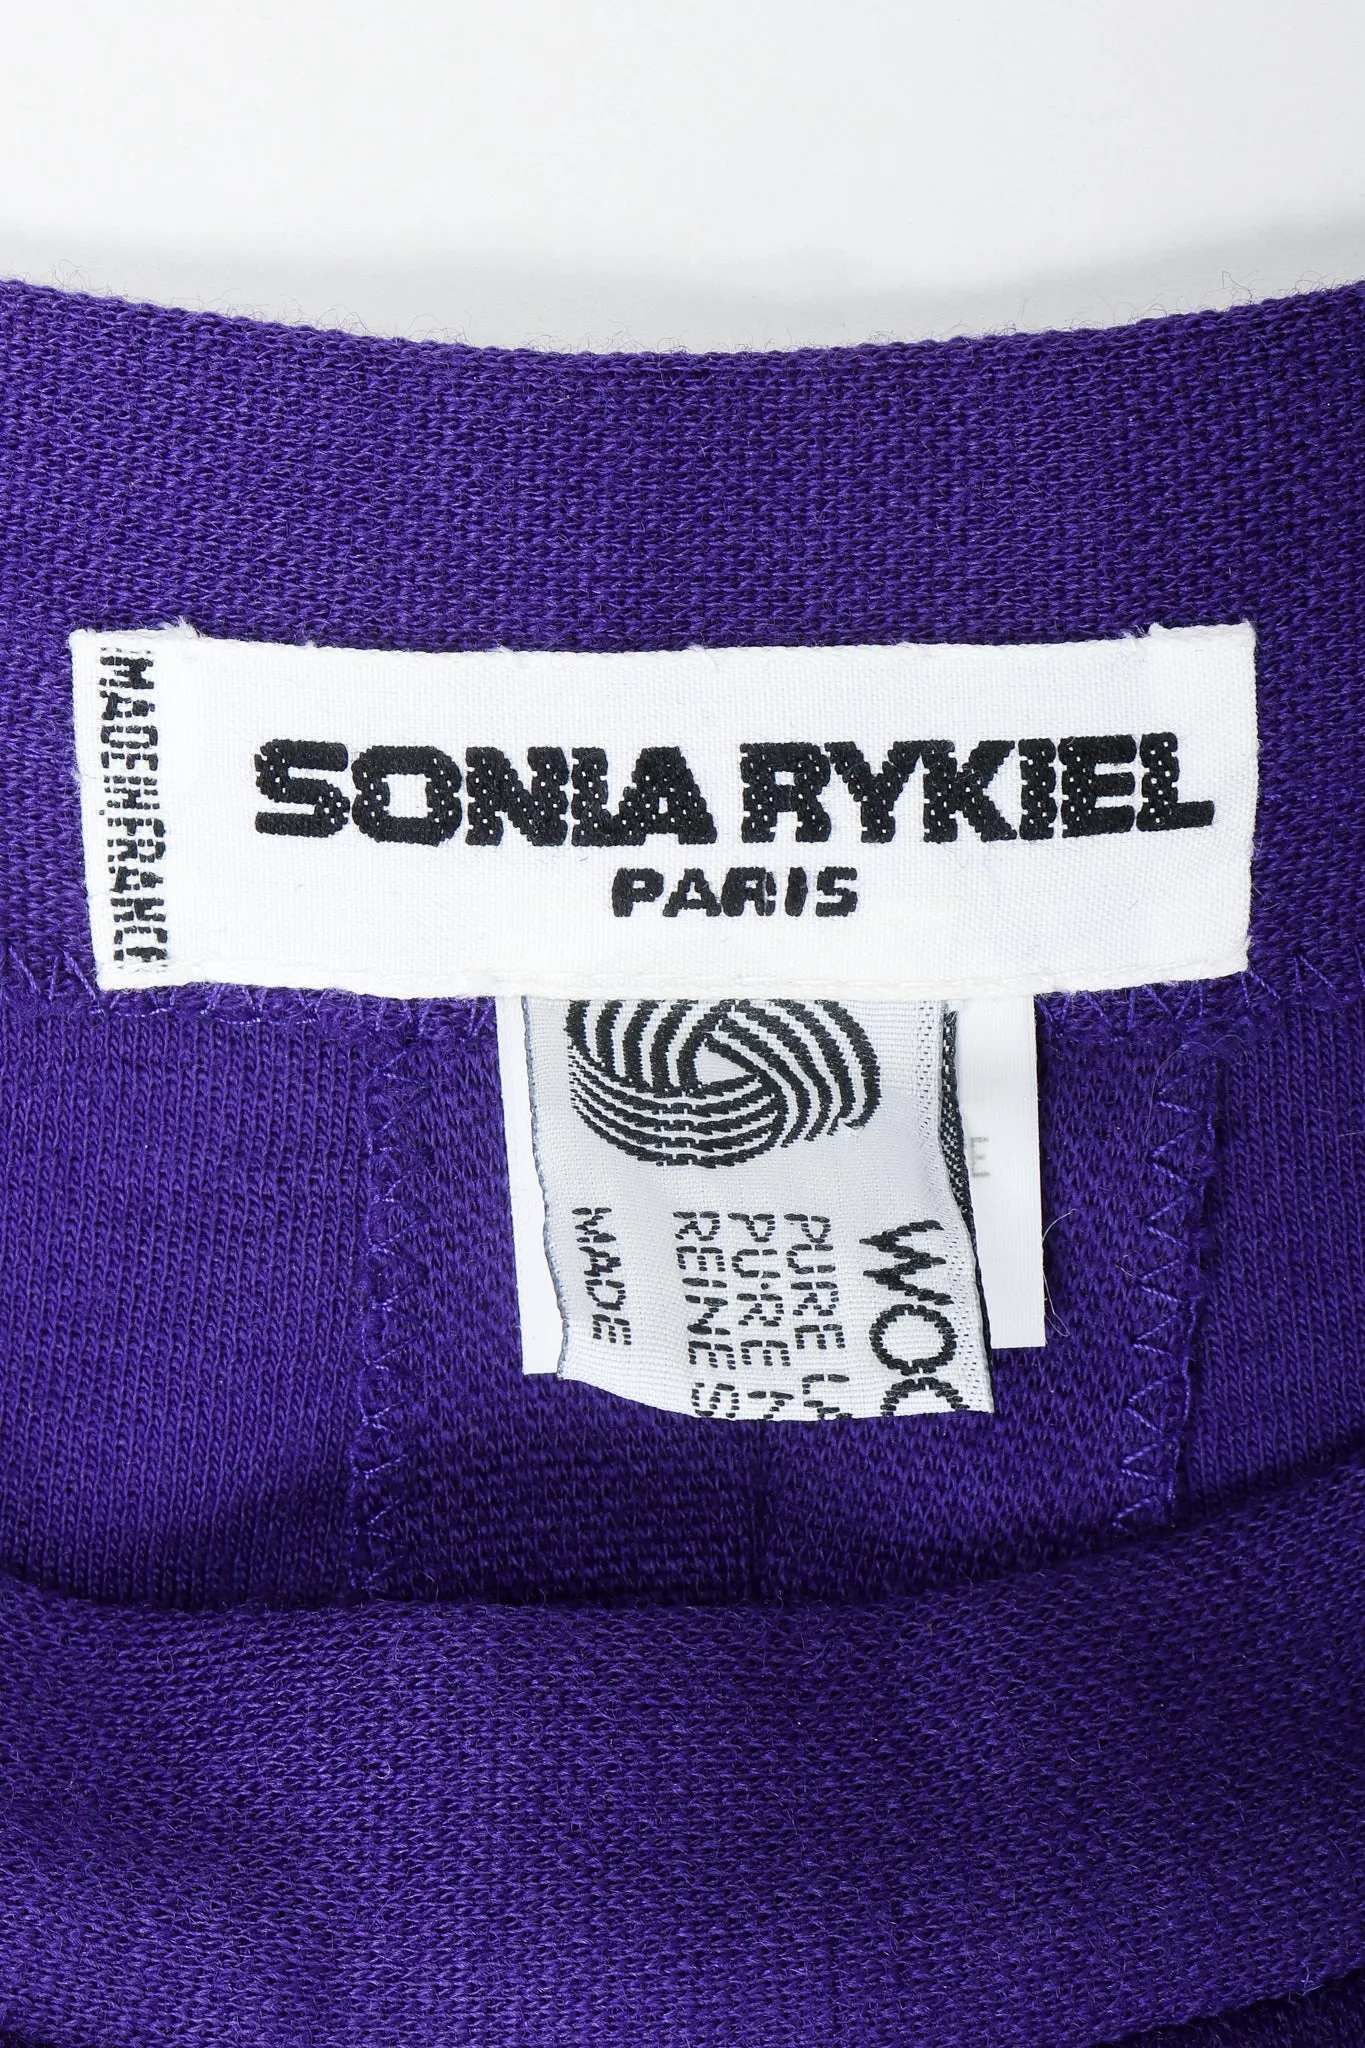 MADE IN FRANCE
SONIA RYKIEL
PARIS
WOO
PURE
PURE
REINE S
MADE
E